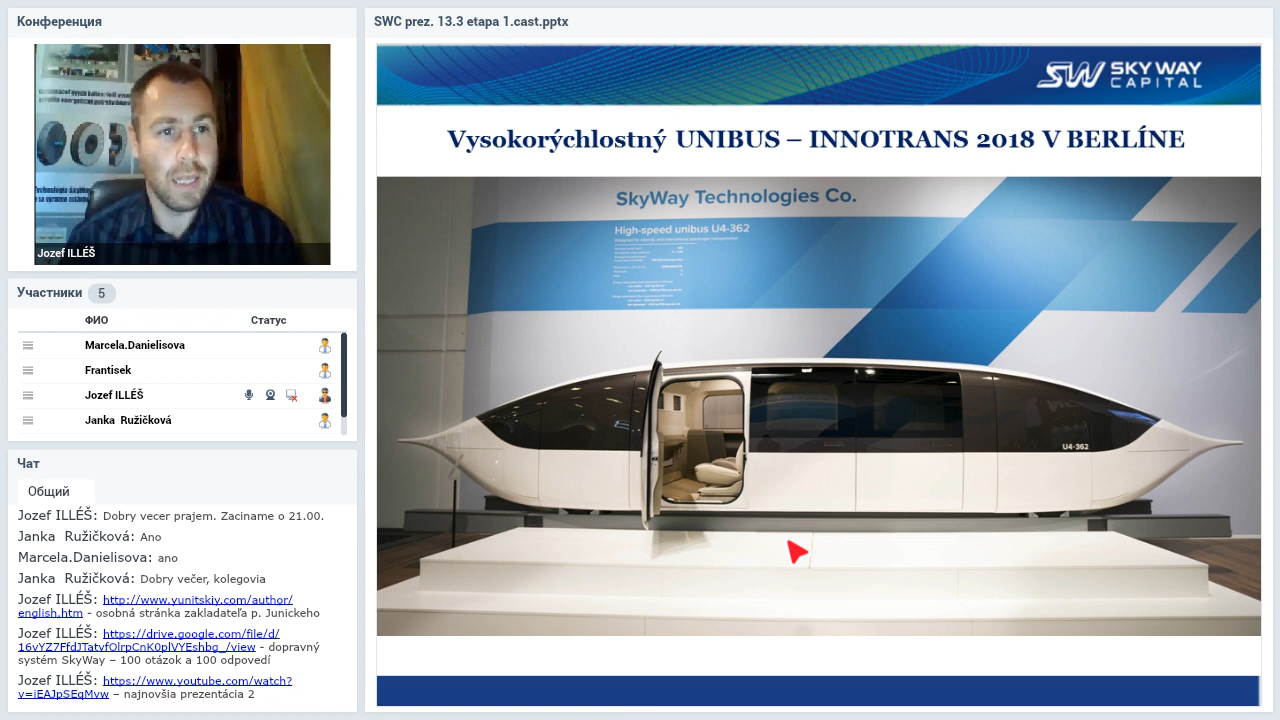 Конференция
Jozef ILLÉŠ
Участники 5
ФИО Статус
Marcela.Danielisova
Frantisek
Jozef ILLÉŠ
Janka Ružičková
Чат
Общий
Jozef ILLÉŠ: Dobry vecer prajem. Zaciname o 21.00.
Janka Ružičková: Ano
Marcela.Danielisova: ano
Janka Ružičková: Dobry večer, kolegovia
Jozef ILLÉŠ: http://www.yunitskiy.com/author/
english.htm - osobná stránka zakladateľa p. Junickeho
Jozef ILLÉŠ: https://drive.google.com/file/d/
16vYZ7FfdJTatvfOlrpCnK0plVYEshbg_/view - dopravný
systém SkyWay – 100 otázok a 100 odpovedí
Jozef ILLÉŠ: https://www.youtube.com/watch?
v=iEAJpSEqMvw – najnovšia prezentácia 2
SWC prez. 13.3 etapa 1.cast.pptx
SW SKY WAY
CAPITAL
Vysokorýchlostný UNIBUS – INNOTRANS 2018 V BERLÍNE
SkyWay Technologies Co.
High-speed unibus U4-362
U4-362